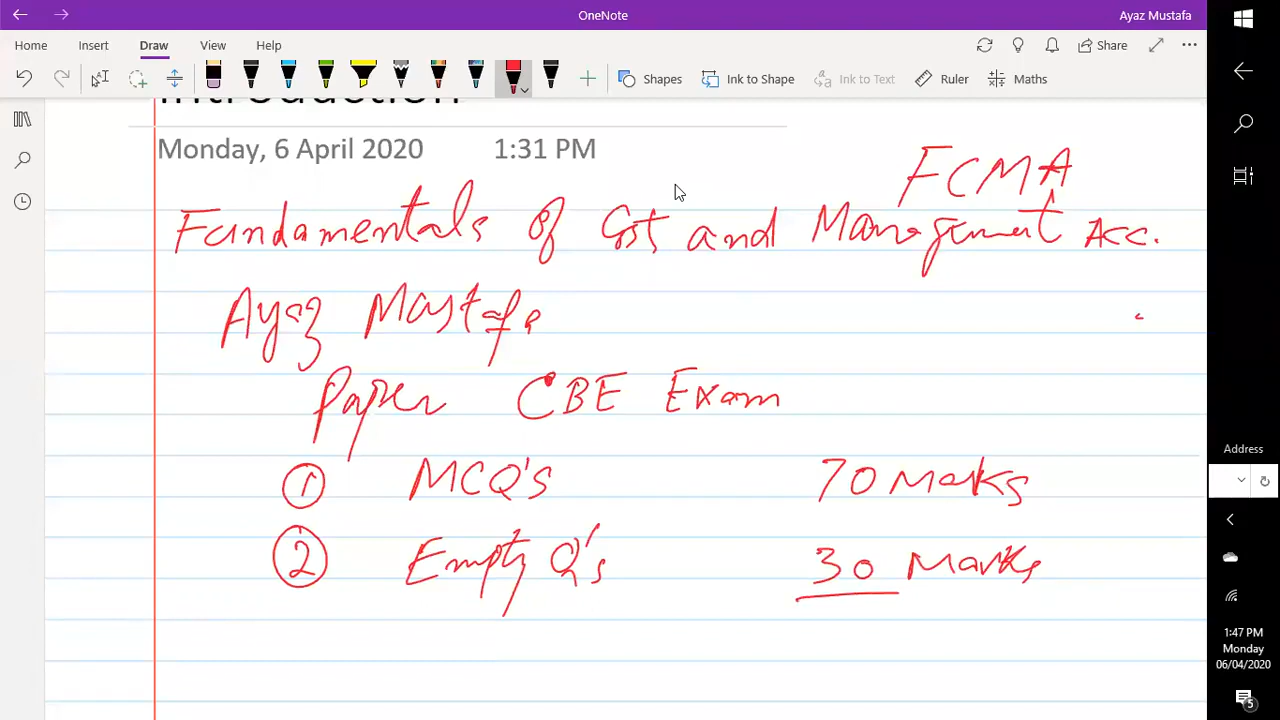 OneNote
Ayaz Mustafa
Home Insert Draw View Help
Share
Shapes Ink to Shape Ink to Text Ruler Maths
Introduction
Monday, 6 April 2020 1:31 PM
FCMA
Fundamentals of Cost and Management Acc.
Ayaz Mustafa
Paper CBE Exam
1 MCQ's 70 Marks
2 Empty Q's 30 Marks
Address
1:47 PM
Monday
06/04/2020
5